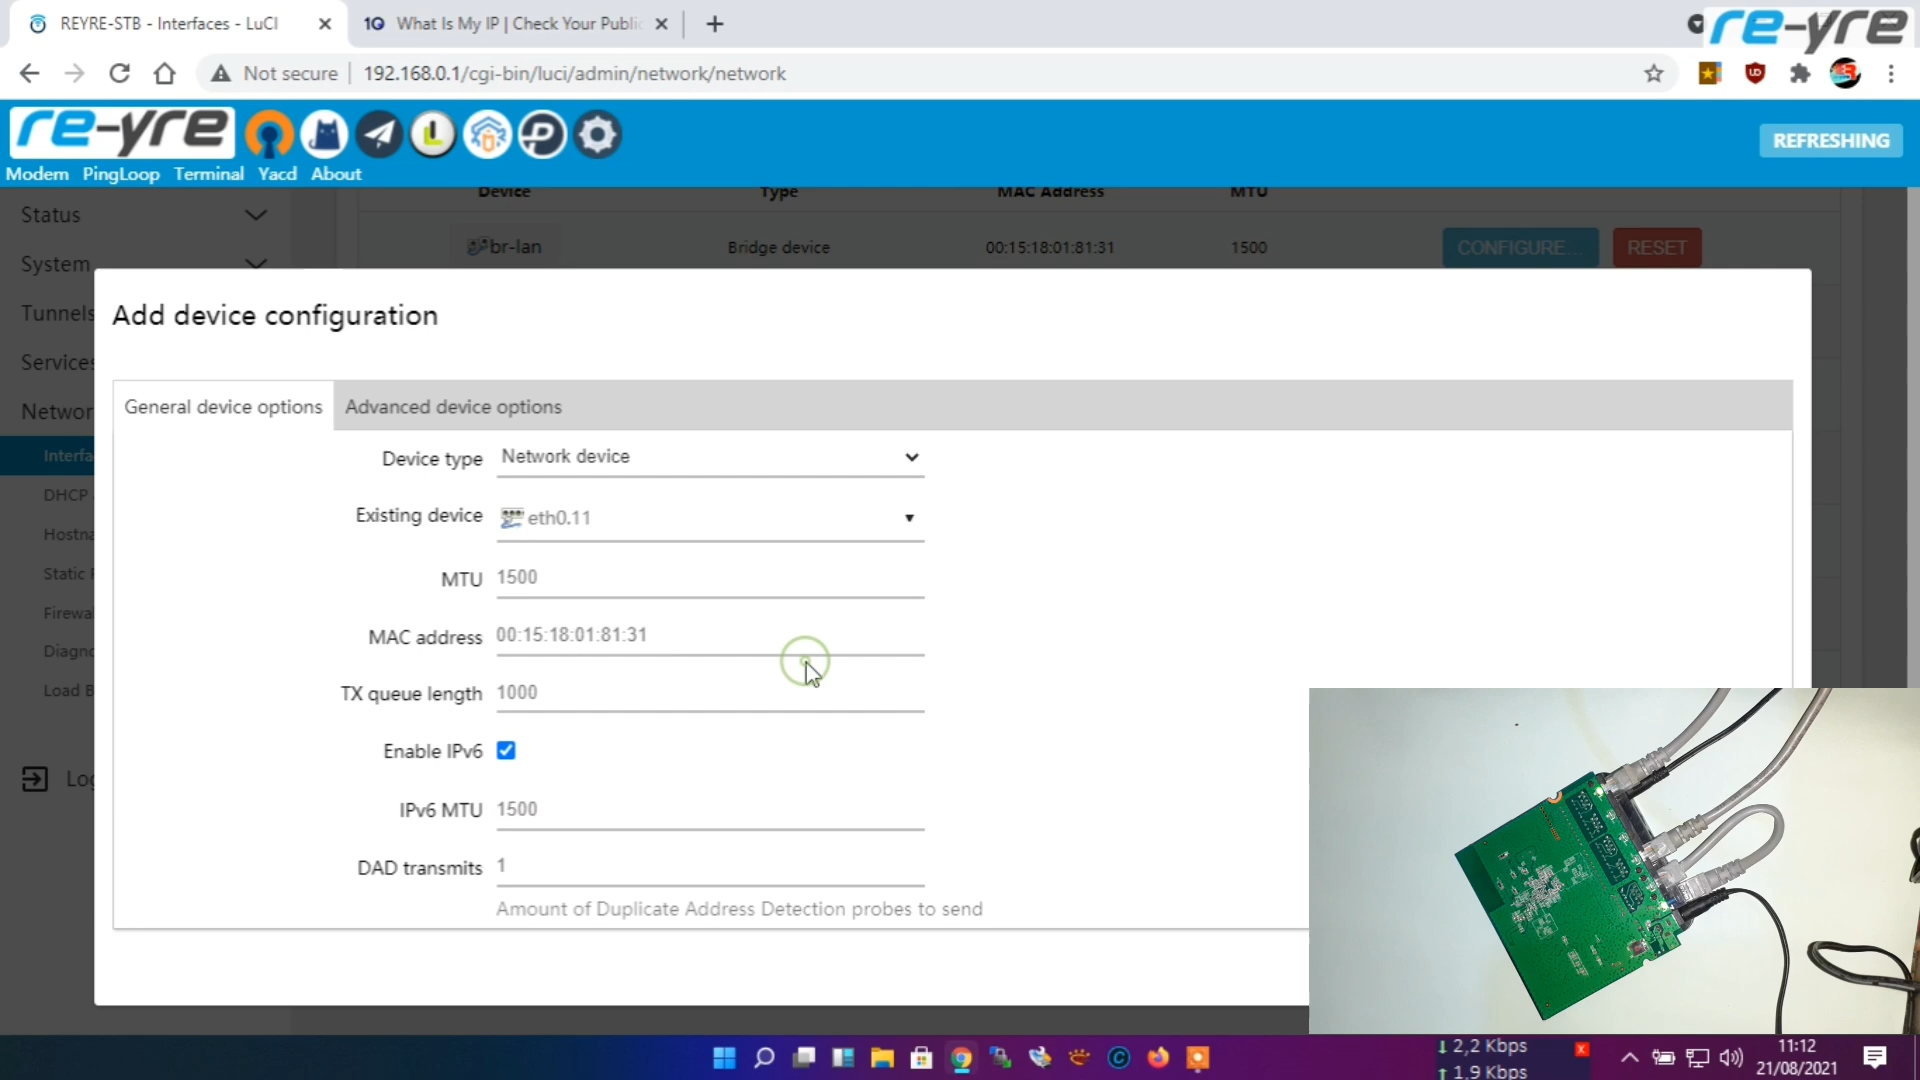 REYRE-STB - Interfaces - LuCI
1Q What Is My IP | Check Your Public
re-yre
Not secure
192.168.0.1/cgi-bin/luci/admin/network/network
re-yre
REFRESHING
Modem PingLoop Terminal Yacd About
Device Type MAC Address MTU
Status
br-lan Bridge device 00:15:18:01:81:31 1500 CONFIGURE... RESET
System
Tunnels
Add device configuration
Services
General device options Advanced device options
Networ
Interfa
Device type Network device
DHCP
Existing device eth0.11
Hostna
Static
MTU 1500
Firewal
MAC address 00:15:18:01:81:31
Diagno
Load B
TX queue length 1000
Enable IPv6
Log
IPv6 MTU 1500
DAD transmits 1
Amount of Duplicate Address Detection probes to send
2,2 Kbps
1,9 Kbps
11:12
21/08/2021